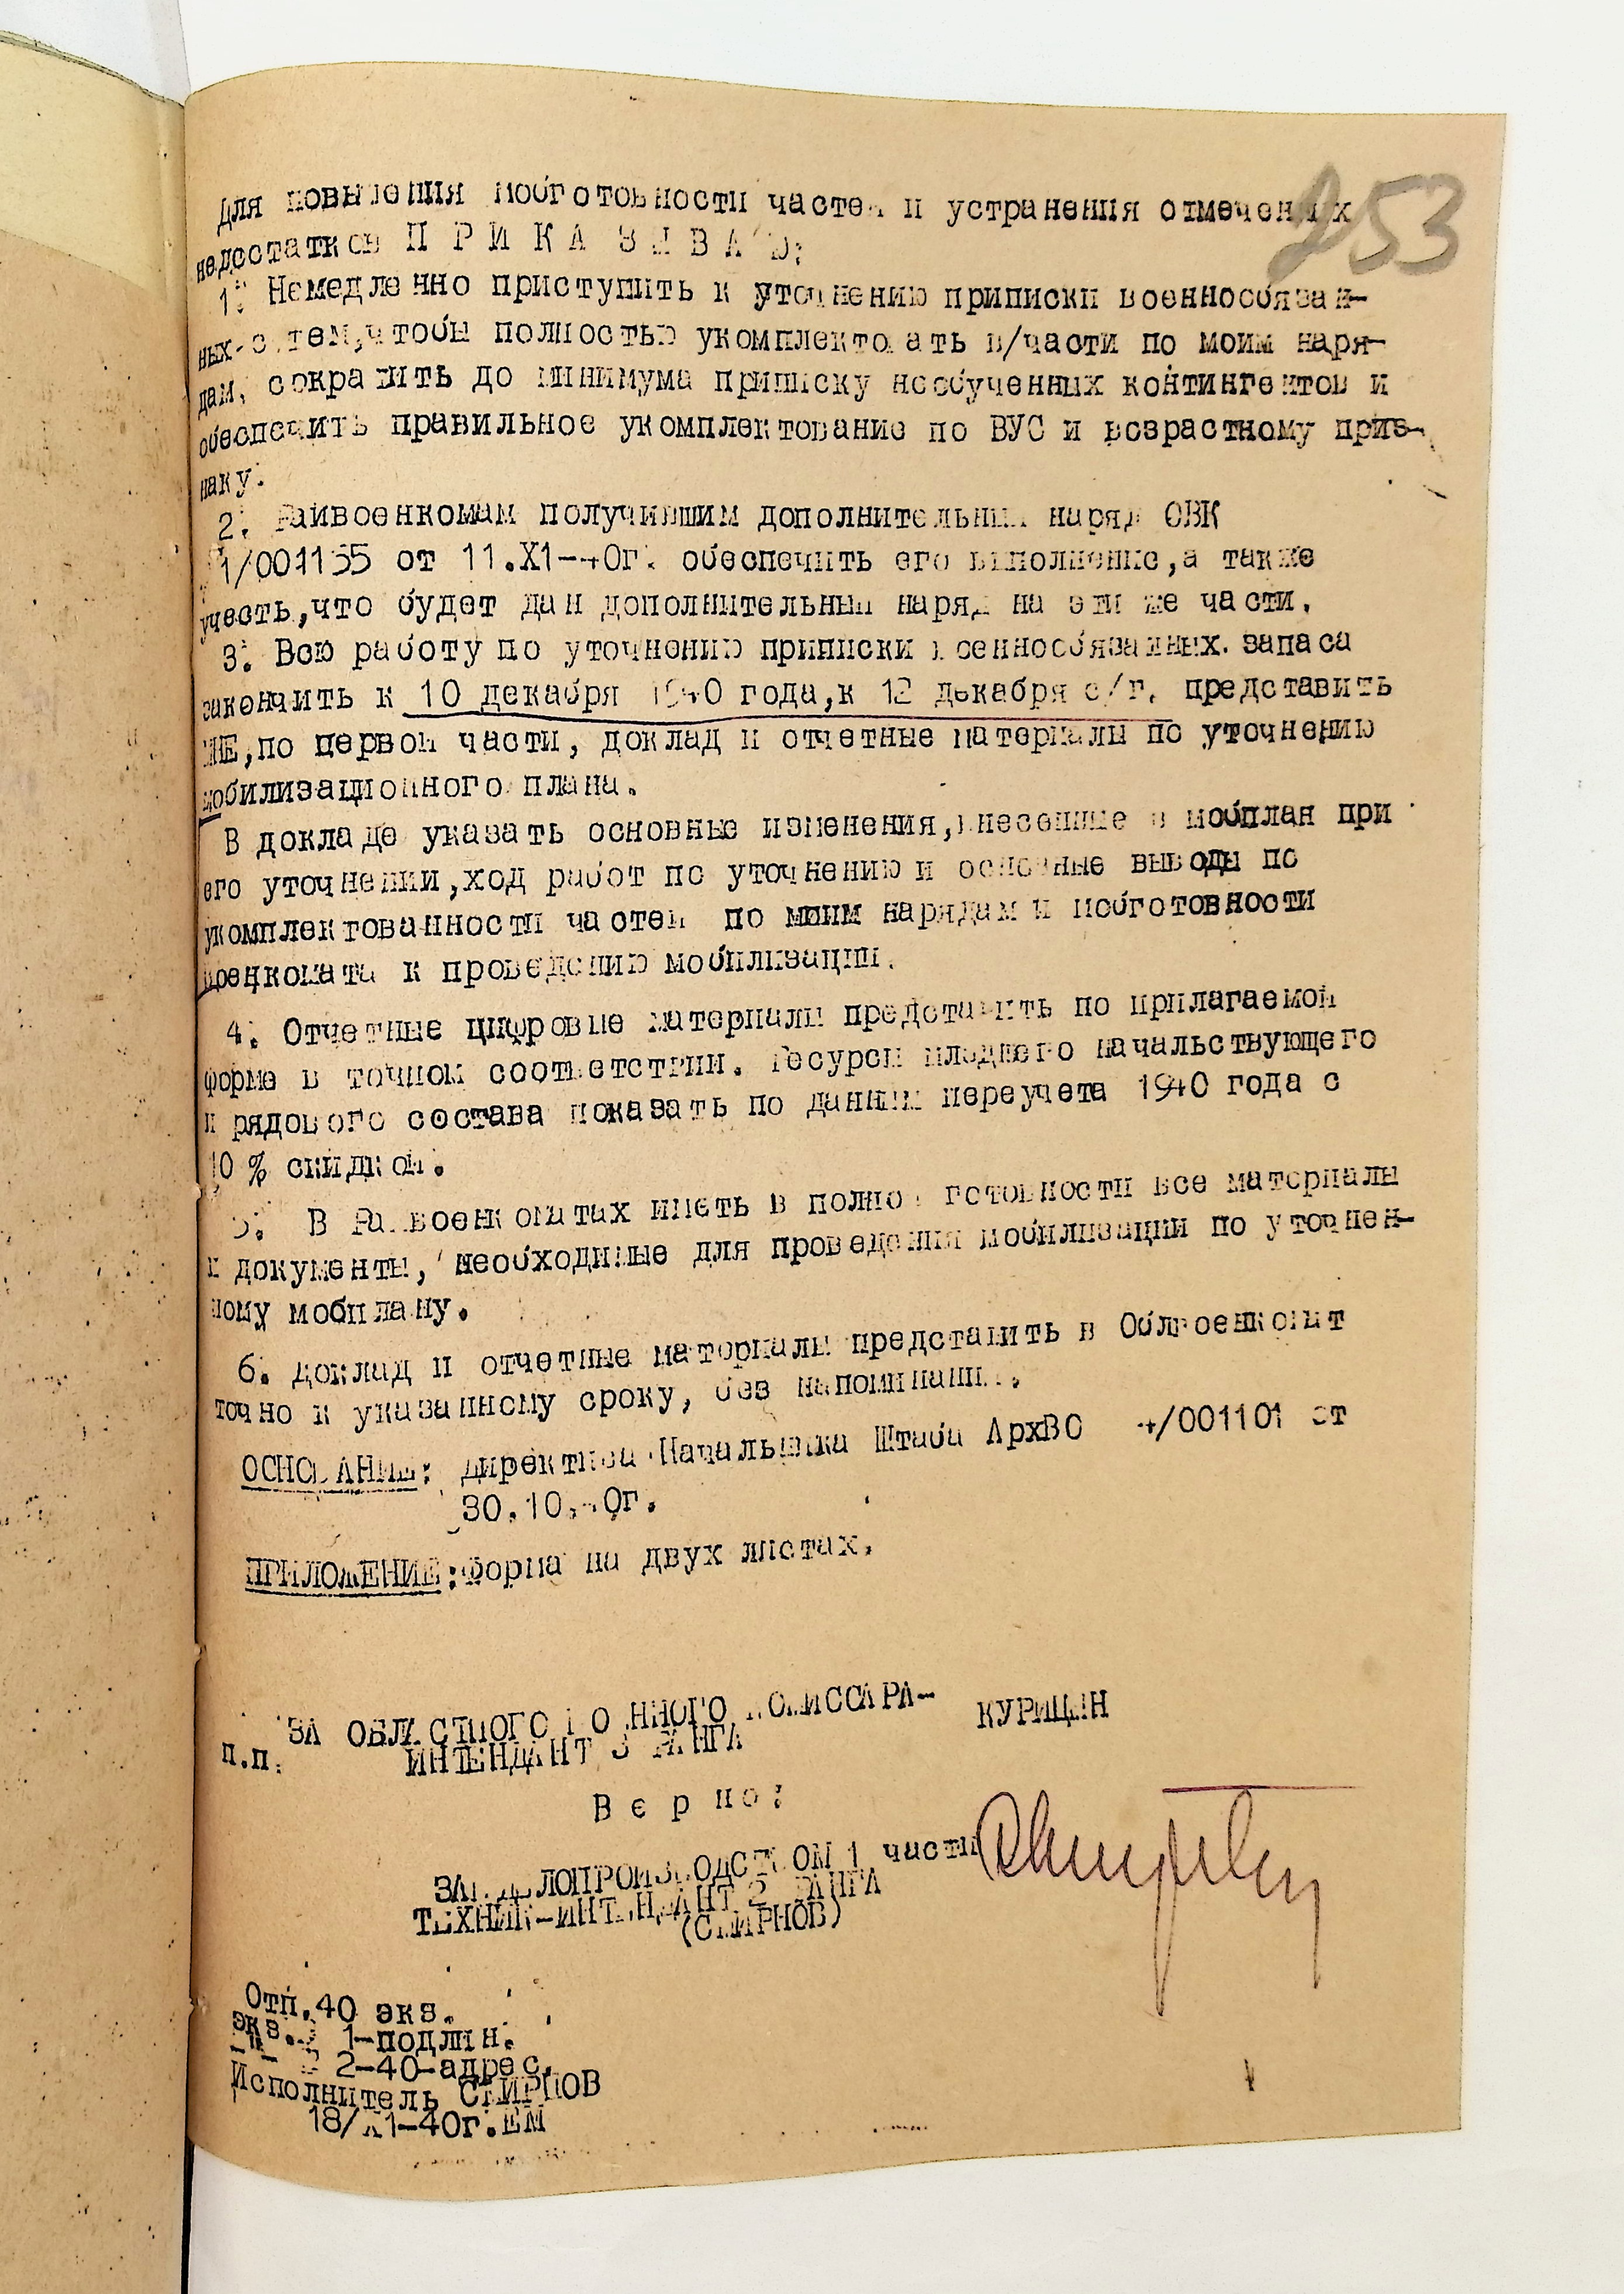 253
Для повышения мобготовности частей и устранения отмеченных
недостатков П Р И К А З Ы В А Ю:
1. Немедленно приступить к уточнению приписки военнообязан-
ных-с тем,чтобы полностью укомплектовать в/части по моим наря-
дам, сократить до минимума приписку необученных контингентов и
обеспечить правильное укомплектование по ВУС и возрастному приз-
наку.
2. Райвоенкомам получившим дополнительный наряд ОВК
1/001155 от 11.X1-40г. обеспечить его выполнение,а также
учесть,что будет дан дополнительный наряд на эти же части.
3. Всю работу по уточнению приписки военнообязанных запаса
закончить к 10 декабря 1940 года,к 12 декабря с/г. представить
МНЕ,по первой части, доклад и отчетные материалы по уточнению
мобилизационного плана.
В докладе указать основные изменения,внесенные в мобплан при
его уточнении,ход работ по уточнению и основные выводы по
укомплектованности частей по моим нарядам и мобготовности
военкомата к проведению мобилизации.
4. Отчетные цифровые материалы представить по прилагаемой
форме в точном соответствии. Ресурсы младшего начальствующего
и рядового состава показать по данным переучета 1940 года с
10 % скидкой.
5. В Райвоенкоматах иметь в полной готовности все материалы
и документы, необходимые для проведения мобилизации по уточнен-
ному мобплану.
6. Доклад и отчетные материалы представить в Облвоенкомат
точно к указанному сроку, без напоминаний.
ОСНОВАНИЕ: Директива Начальника Штаба АрхВО 4/001101 от
30.10.40г.
ПРИЛОЖЕНИЕ:Форма на двух листах.
ЗА ОБЛАСТНОГО ВОЕННОГО КОМИССАРА-
п.п. ИНТЕНДАНТ 3 РАНГА КУРИЦЫН
В е р н о:
ЗАВ.ДЕЛОПРОИЗВОДСТВОМ 1 части
ТЕХНИК-ИНТЕНДАНТ 2 РАНГА
(СМИРНОВ)
Отп.40 экз.
экз. 1-подлин.
-"- 2-40-адрес.
Исполнитель СМИРНОВ
18/X1-40г.ЕМ